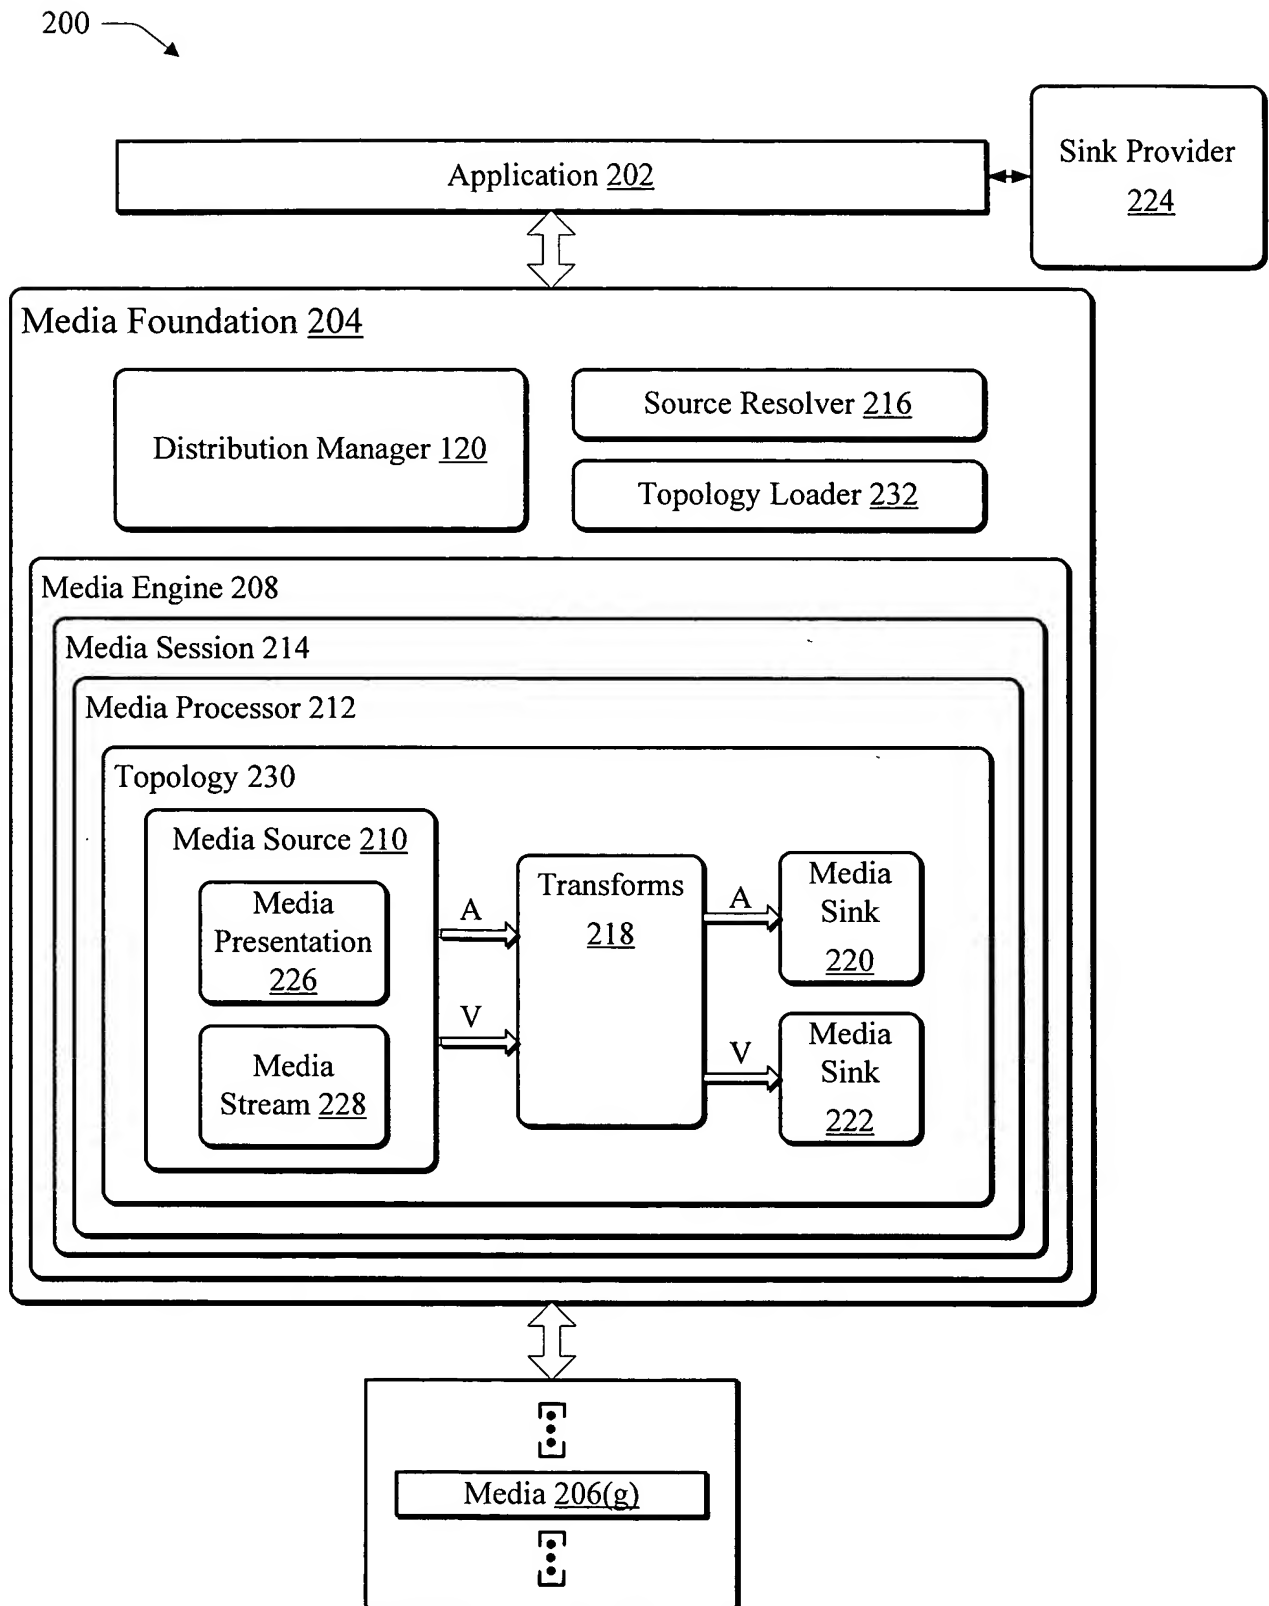 200
Application 202
Sink Provider
224
Media Foundation 204
Distribution Manager 120
Source Resolver 216
Topology Loader 232
Media Engine 208
Media Session 214
Media Processor 212
Topology 230
Media Source 210
Media
Presentation
226
Media
Stream 228
A
V
Transforms
218
A
V
Media
Sink
220
Media
Sink
222
Media 206(g)